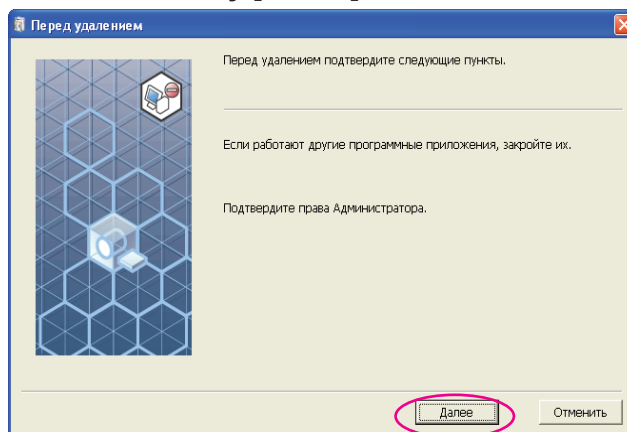 Перед удалением
Перед удалением подтвердите следующие пункты.
Если работают другие программные приложения, закройте их.
Подтвердите права Администратора.
Далее
Отменить